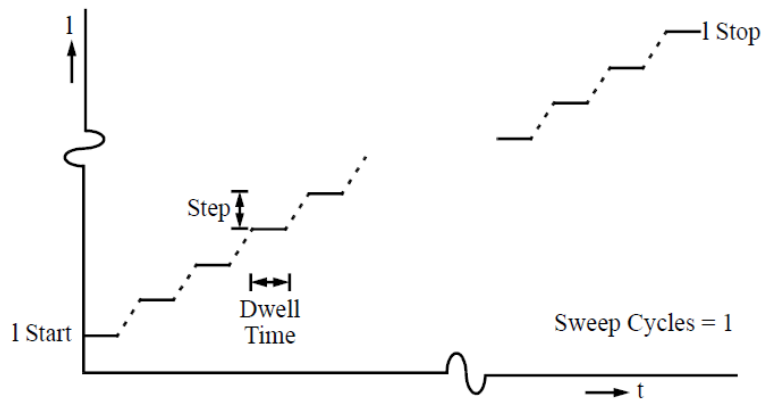 l
l Stop
Step
Dwell
Time
l Start
Sweep Cycles = 1
t